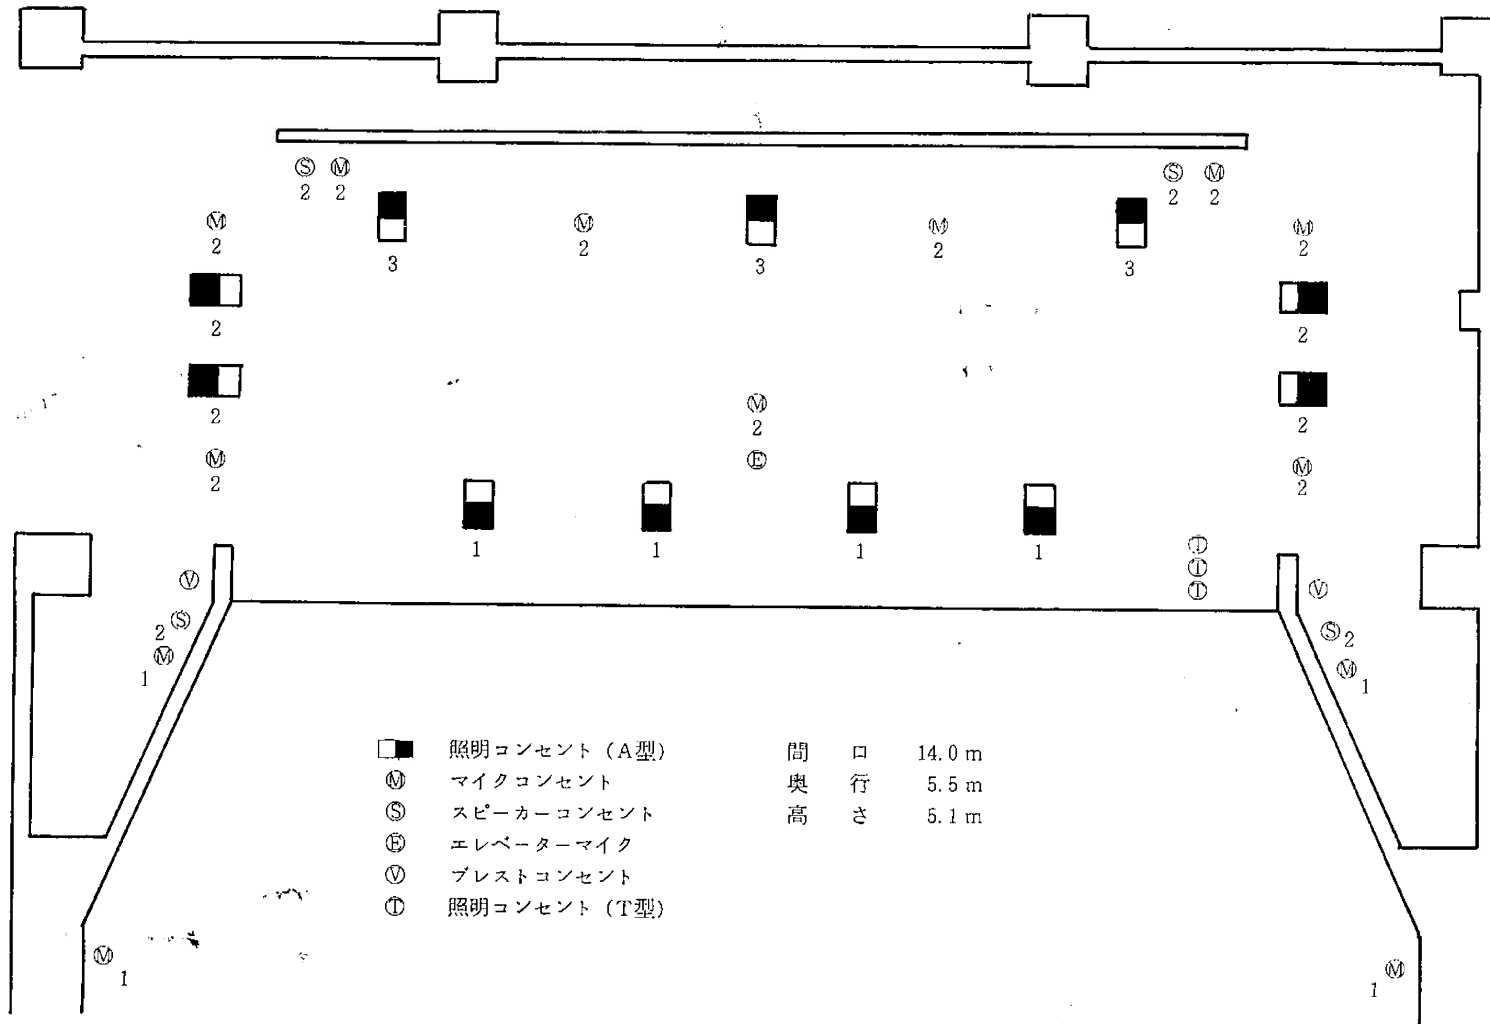 Ⓢ Ⓜ Ⓢ Ⓜ
2 2 2 2
Ⓜ Ⓜ Ⓜ Ⓜ
2 2 2 2
3 3 3
2 2
2 2
Ⓜ
2
Ⓜ Ⓔ Ⓜ
2 2
1 1 1 1
Ⓣ
Ⓣ
Ⓣ
Ⓥ Ⓥ
2 Ⓢ Ⓢ 2
Ⓜ Ⓜ
1 1
照明コンセント (A型) 間口 14.0 m
Ⓜ マイクコンセント 奥行 5.5 m
Ⓢ スピーカーコンセント 高さ 5.1 m
Ⓔ エレベーターマイク
Ⓥ ブレストコンセント
Ⓣ 照明コンセント (T型)
Ⓜ Ⓜ
1 1